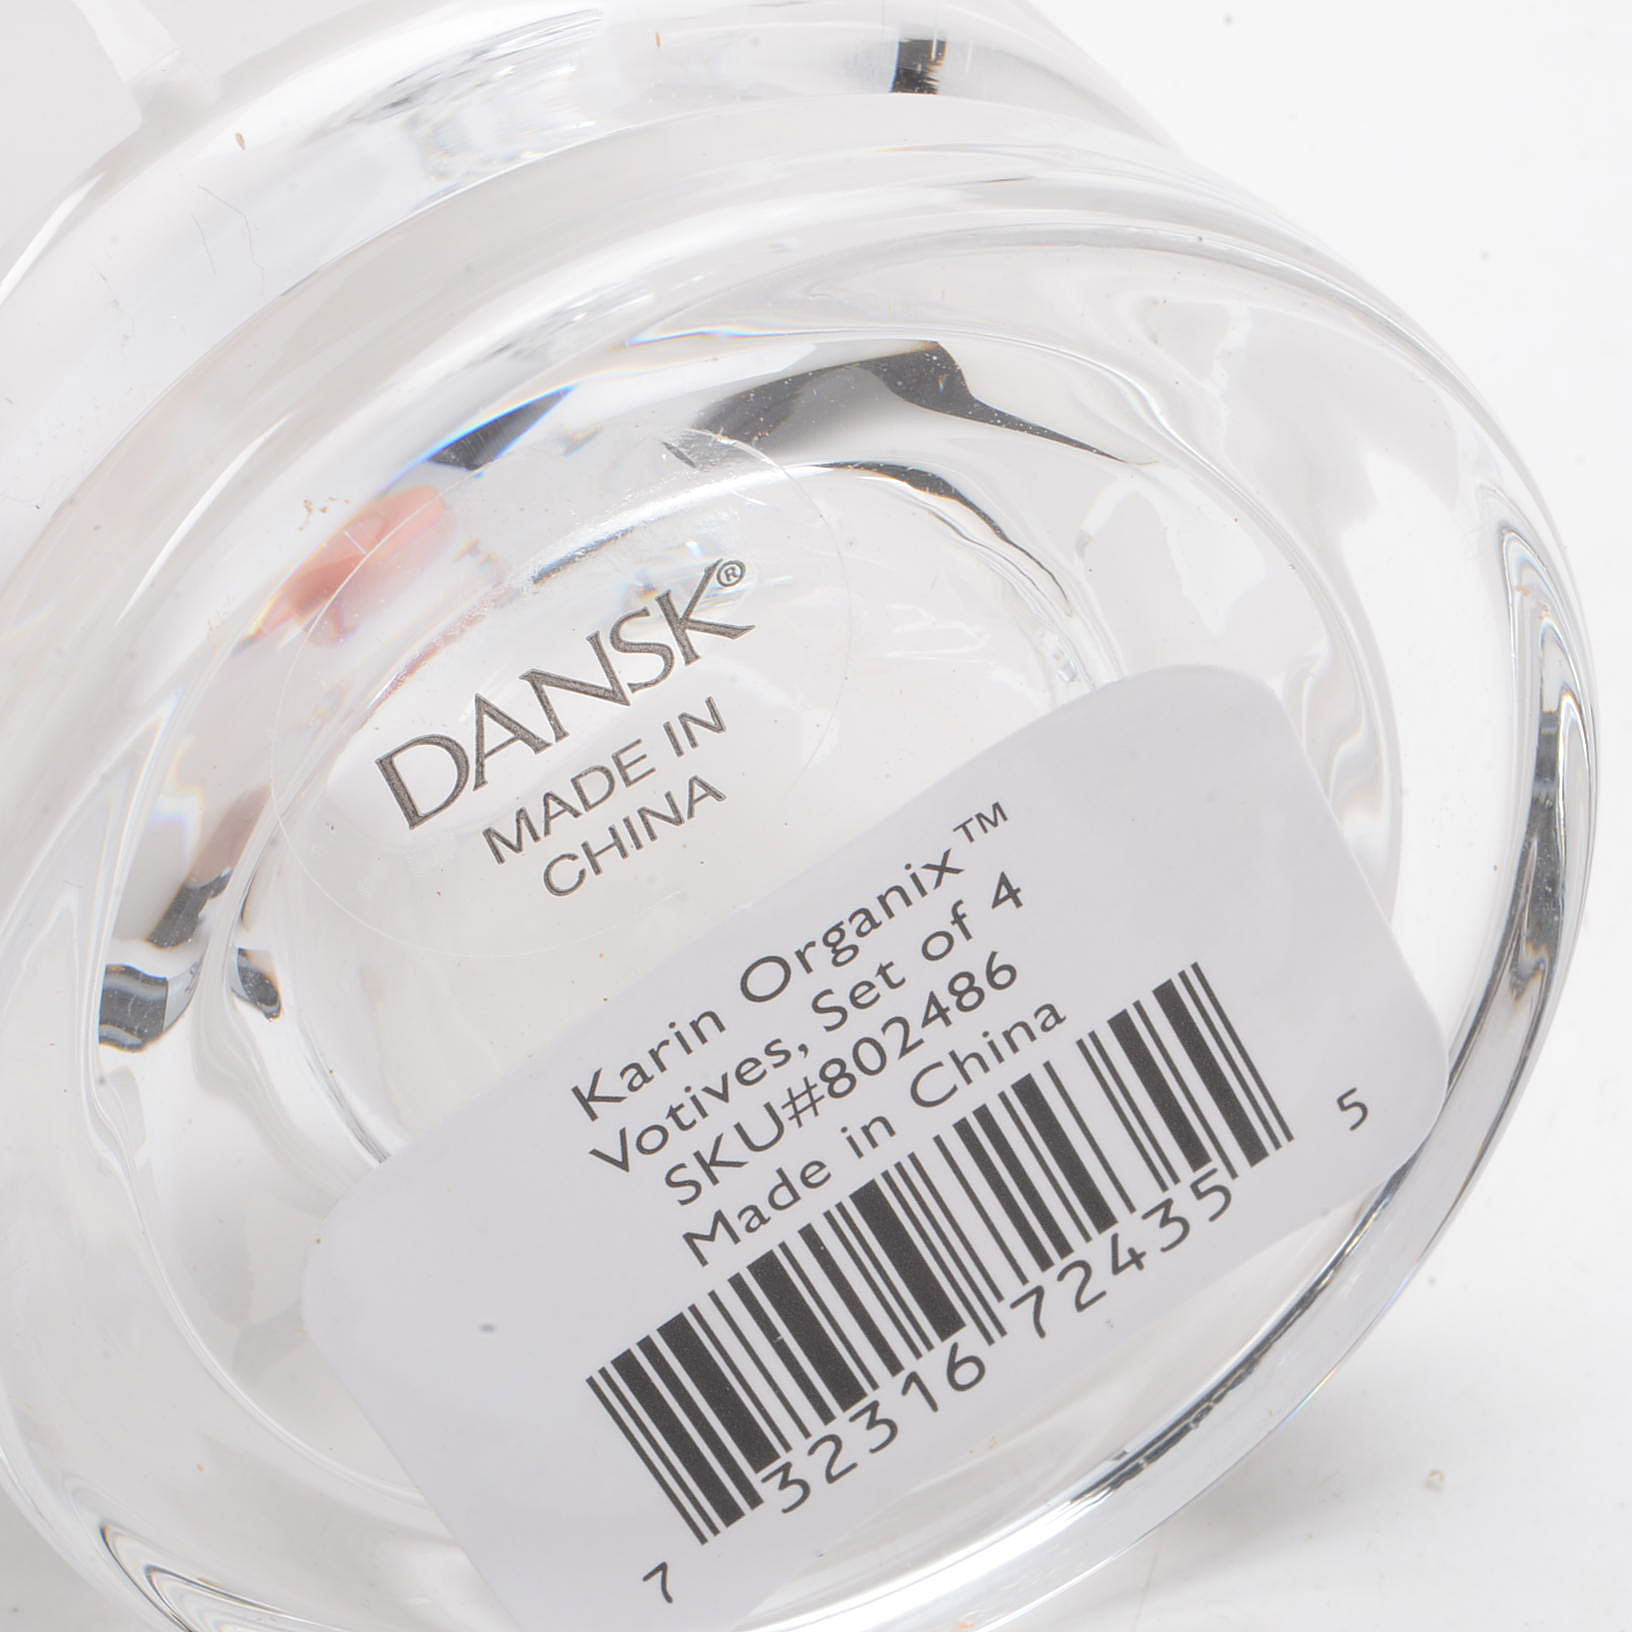 DANSK®
MADE IN
CHINA
Karin Organix™
Votives, Set of 4
SKU#802486
Made in China
7 32316 72435 5